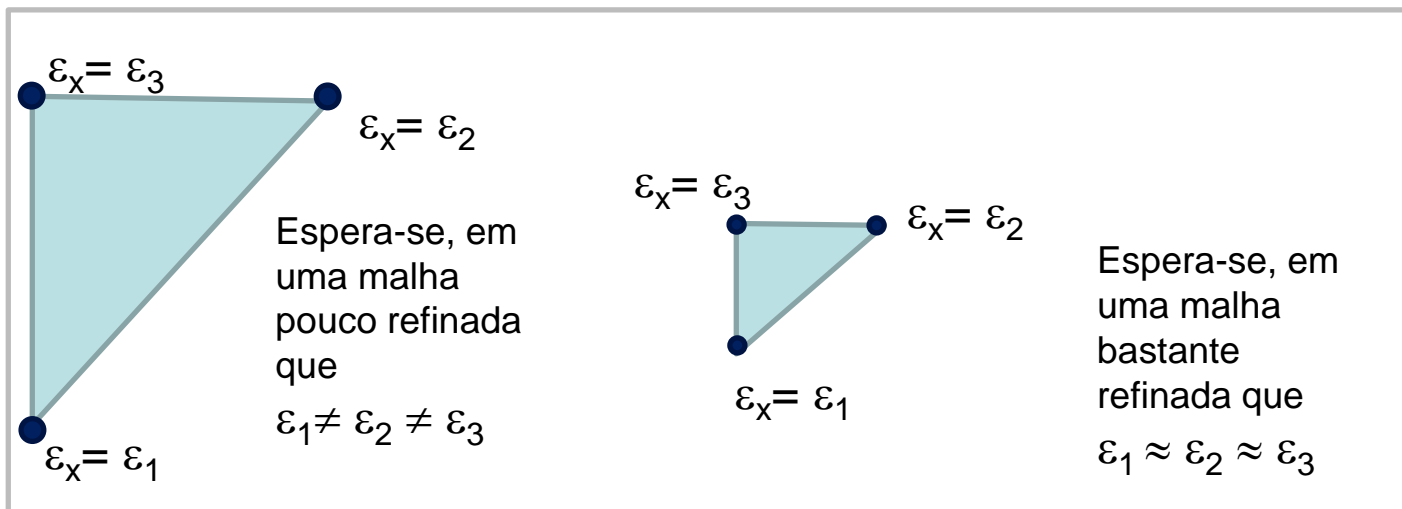 εx= ε3
εx= ε2
Espera-se, em
uma malha
pouco refinada
que
ε1≠ ε2 ≠ ε3
εx= ε1
εx= ε3
εx= ε2
εx= ε1
Espera-se, em
uma malha
bastante
refinada que
ε1 ≈ ε2 ≈ ε3